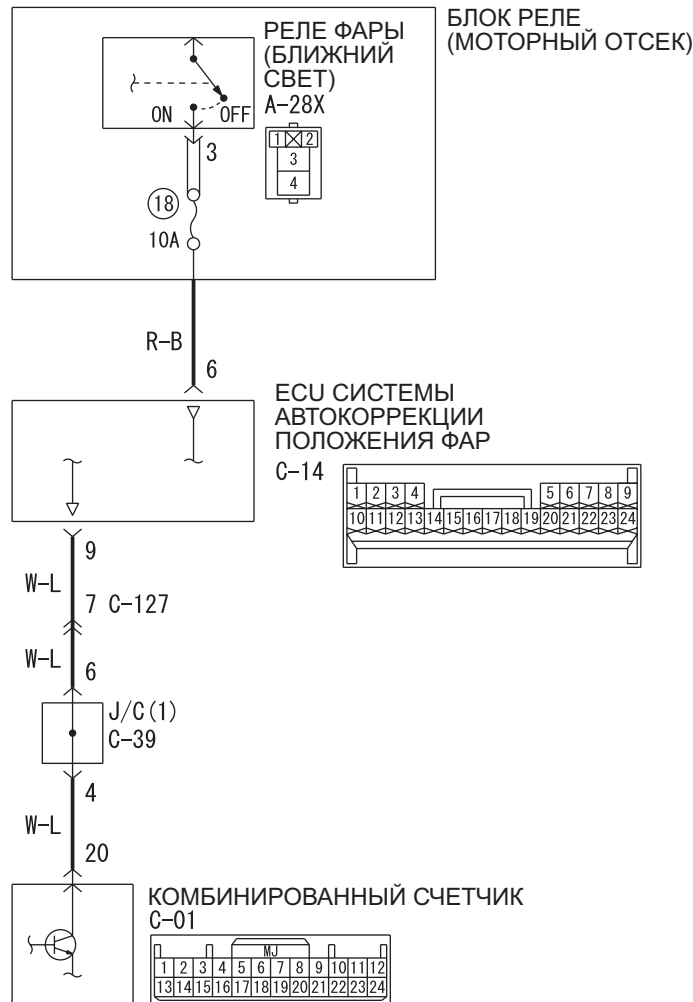 БЛОК РЕЛЕ
(МОТОРНЫЙ ОТСЕК)
РЕЛЕ ФАРЫ
(БЛИЖНИЙ
СВЕТ)
A-28X
ON
OFF
1 2
3
4
3
18
10A
R-B
6
ECU СИСТЕМЫ
АВТОКОРРЕКЦИИ
ПОЛОЖЕНИЯ ФАР
C-14
1 2 3 4 5 6 7 8 9
10 11 12 13 14 15 16 17 18 19 20 21 22 23 24
9
W-L
7 C-127
W-L
6
J/C(1)
C-39
4
W-L
20
КОМБИНИРОВАННЫЙ СЧЕТЧИК
C-01
MJ
1 2 3 4 5 6 7 8 9 10 11 12
13 14 15 16 17 18 19 20 21 22 23 24